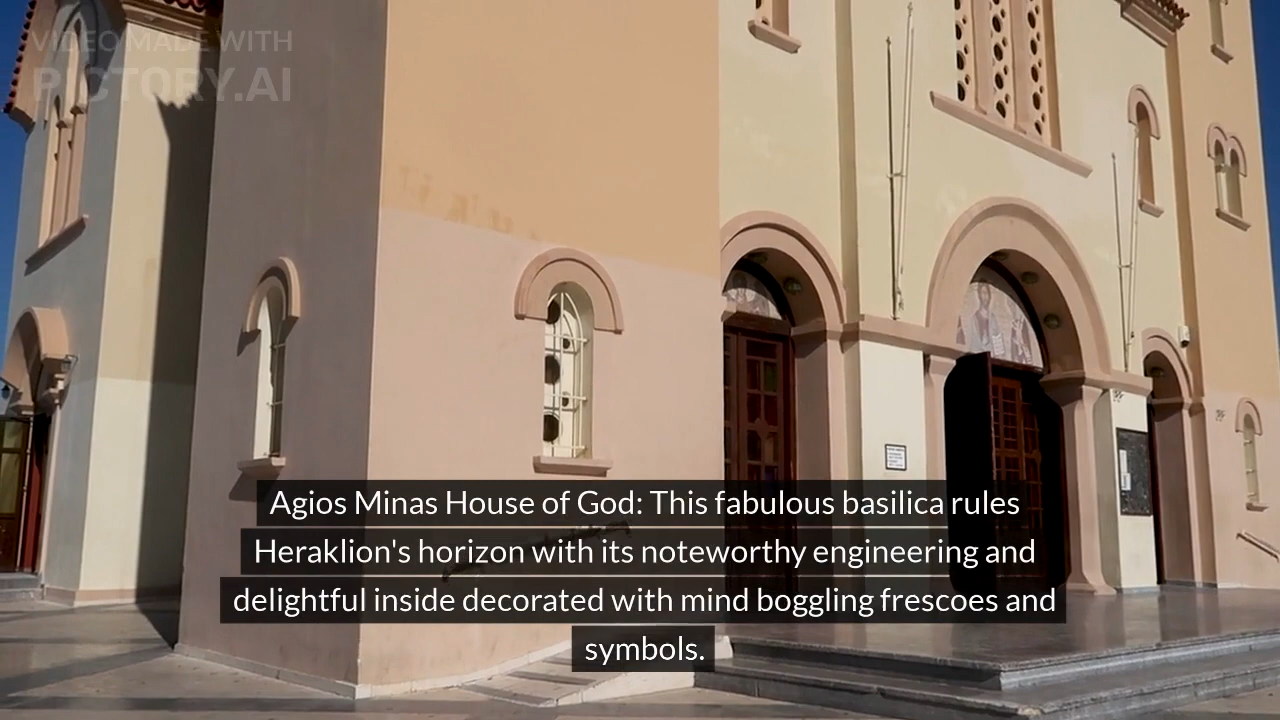 VIDEO MADE WITH
PICTORY.AI
Agios Minas House of God: This fabulous basilica rules
Heraklion's horizon with its noteworthy engineering and
delightful inside decorated with mind boggling frescoes and
symbols.